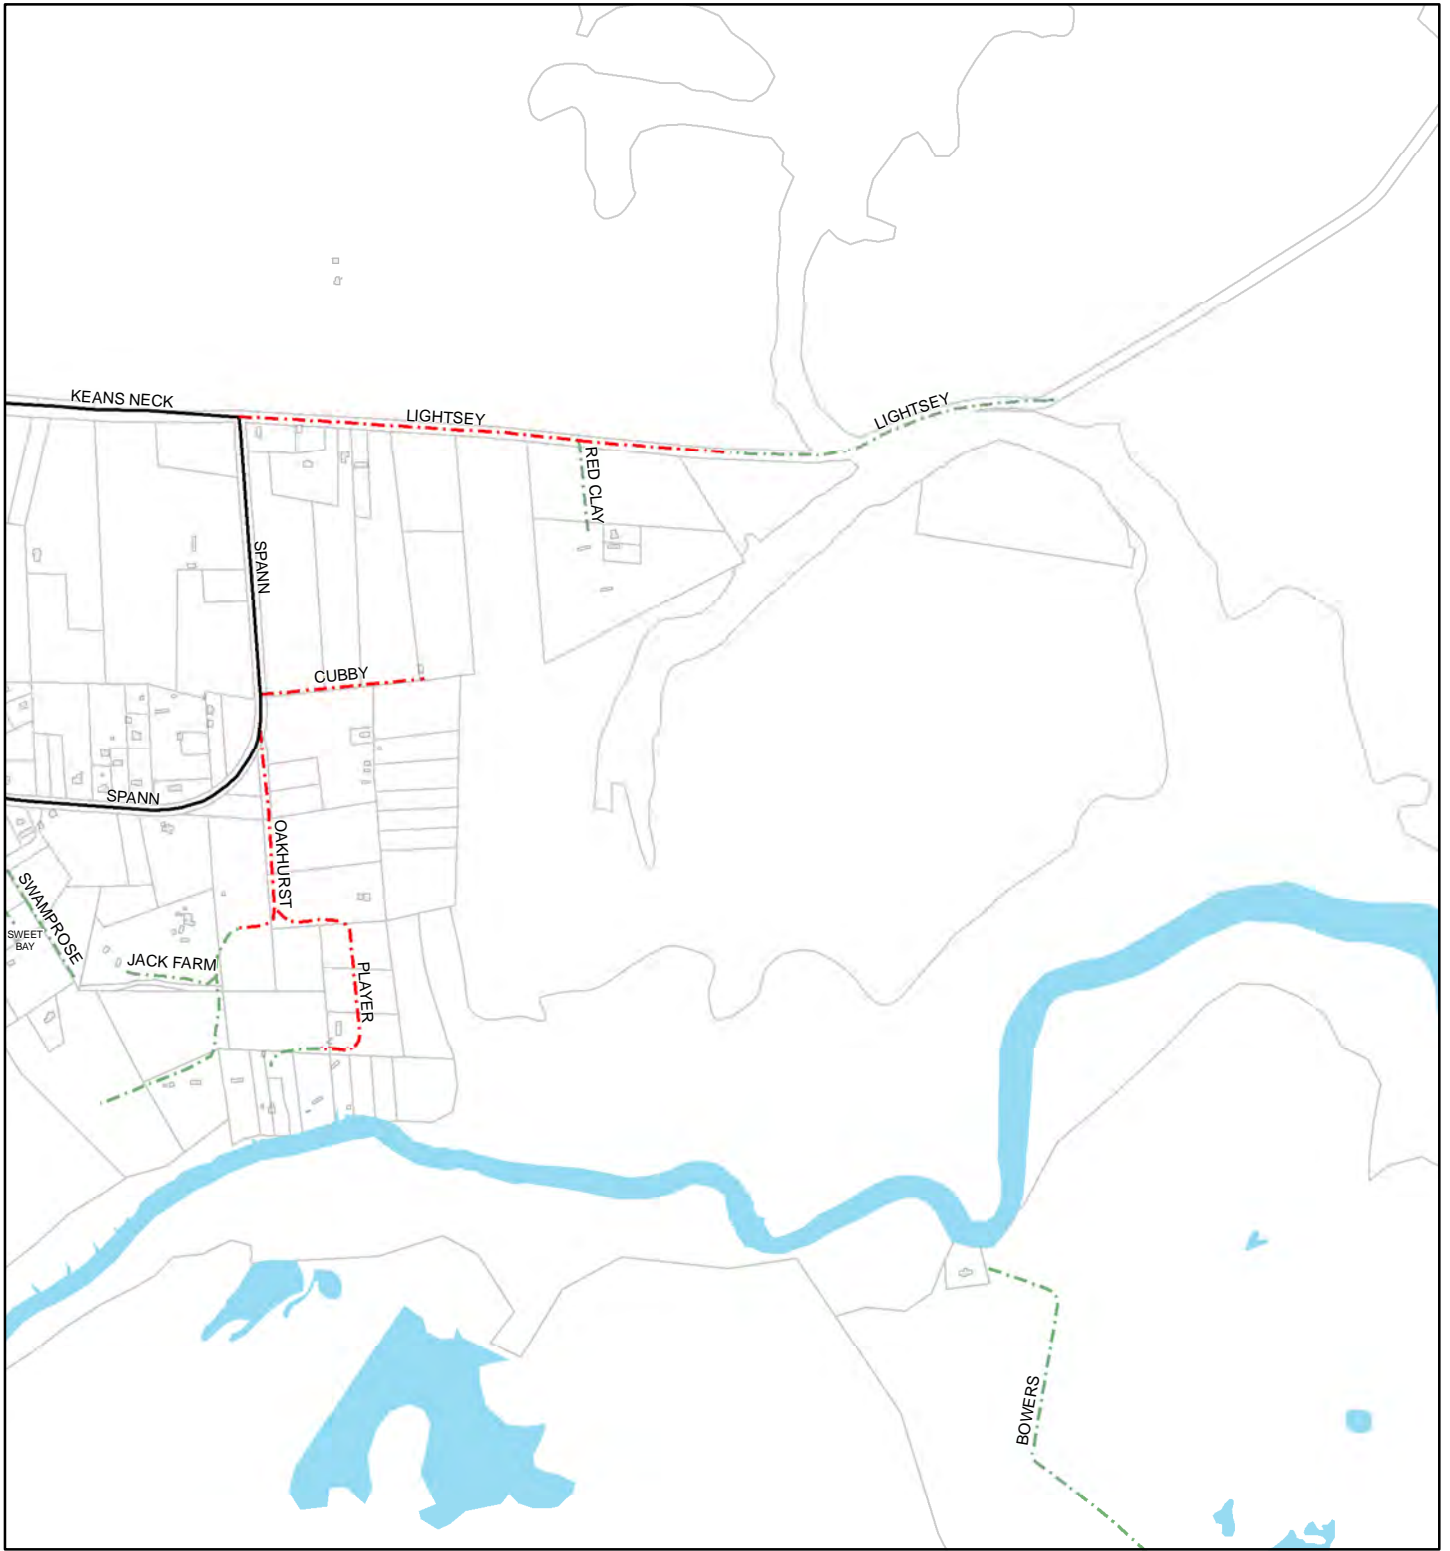 KEANS NECK
LIGHTSEY
LIGHTSEY
RED CLAY
SPANN
CUBBY
SPANN
OAKHURST
SWAMPROSE
SWEET
BAY
JACK FARM
PLAYER
BOWERS